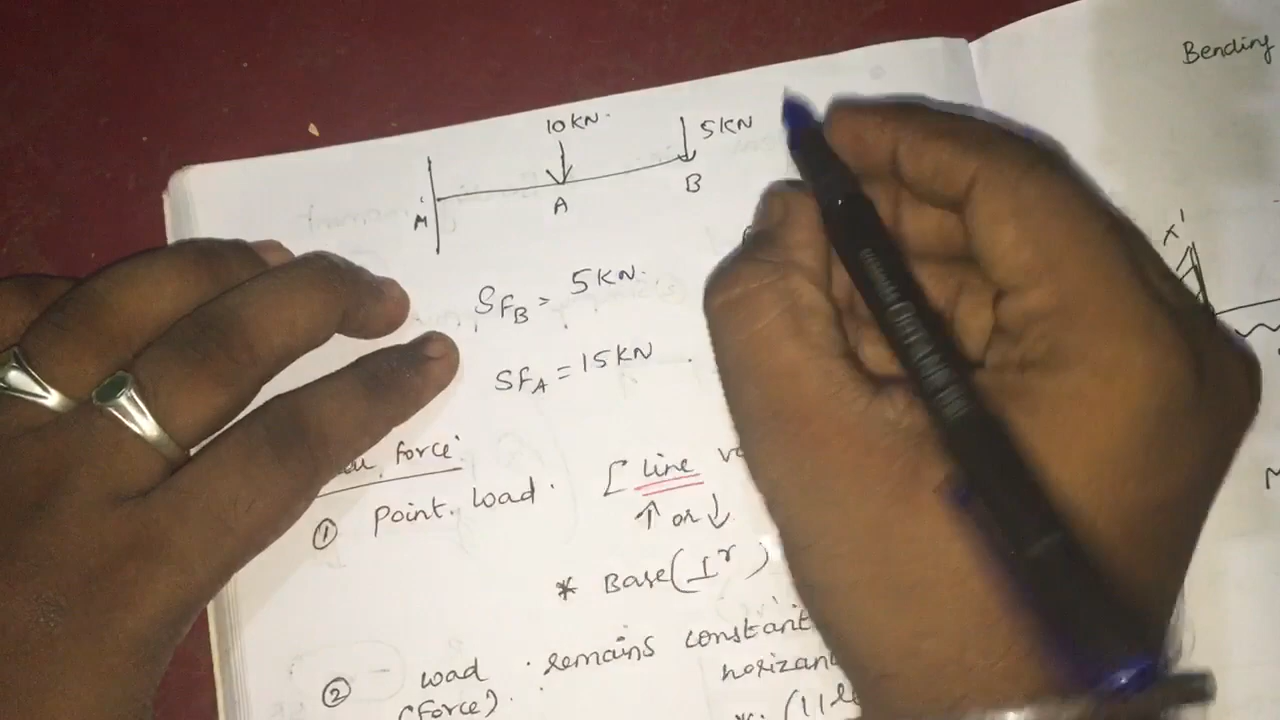 Bending
10KN.
5KN
M
A
B
SFB = 5KN.
SFA = 15KN
force:
① Point load.
[ line
↑ or ↓
* Base(⊥r)
② Load remains constant
(Force).